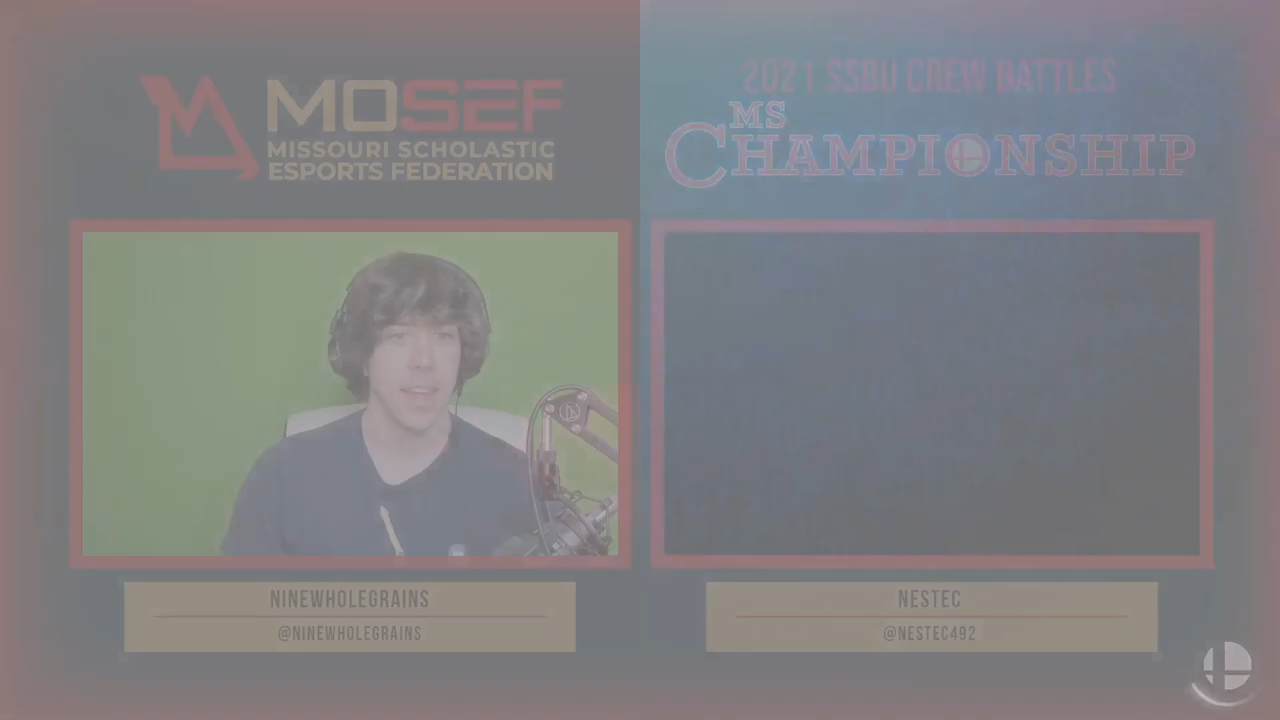 MOSEF
MISSOURI SCHOLASTIC
ESPORTS FEDERATION
2021 SSBU CREW BATTLES
MS
CHAMPIONSHIP
NINEWHOLEGRAINS
@NINEWHOLEGRAINS
NESTEC
@NESTEC492